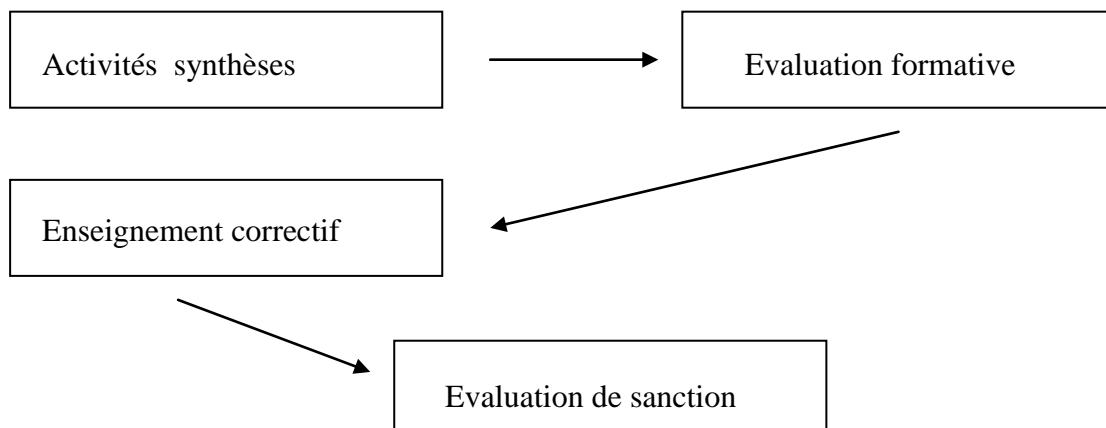 Activités synthèses
Evaluation formative
Enseignement correctif
Evaluation de sanction